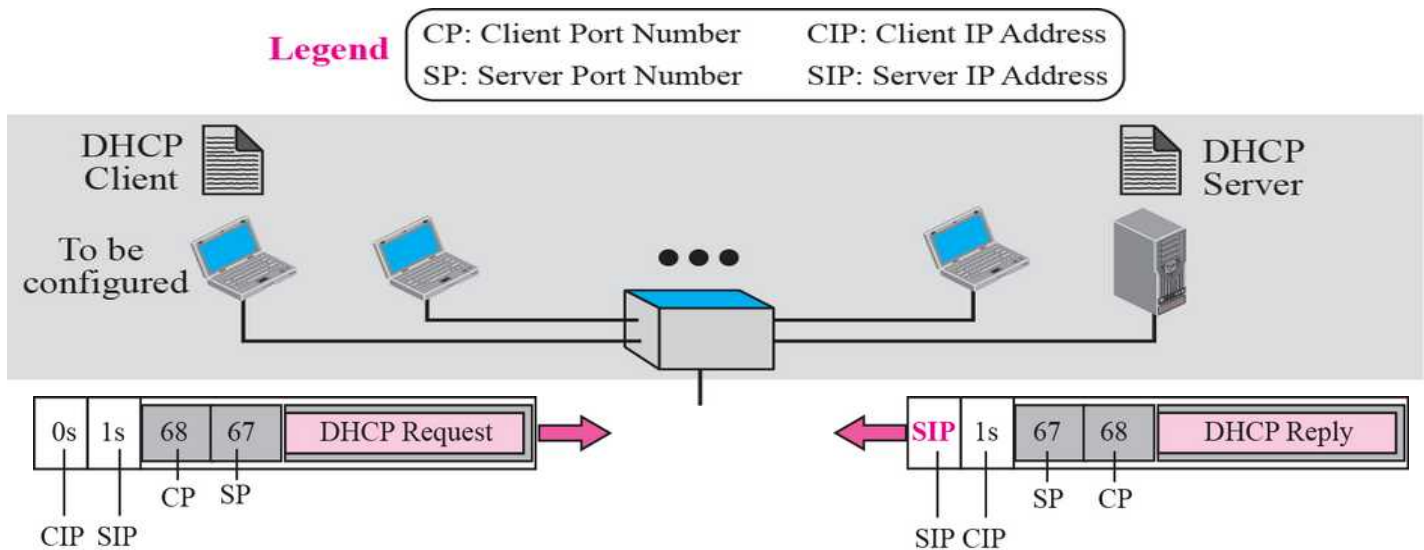 Legend
CP: Client Port Number CIP: Client IP Address
SP: Server Port Number SIP: Server IP Address
DHCP
Client
DHCP
Server
To be
configured
0s 1s 68 67 DHCP Request
CP SP
CIP SIP
SIP 1s 67 68 DHCP Reply
SP CP
SIP CIP